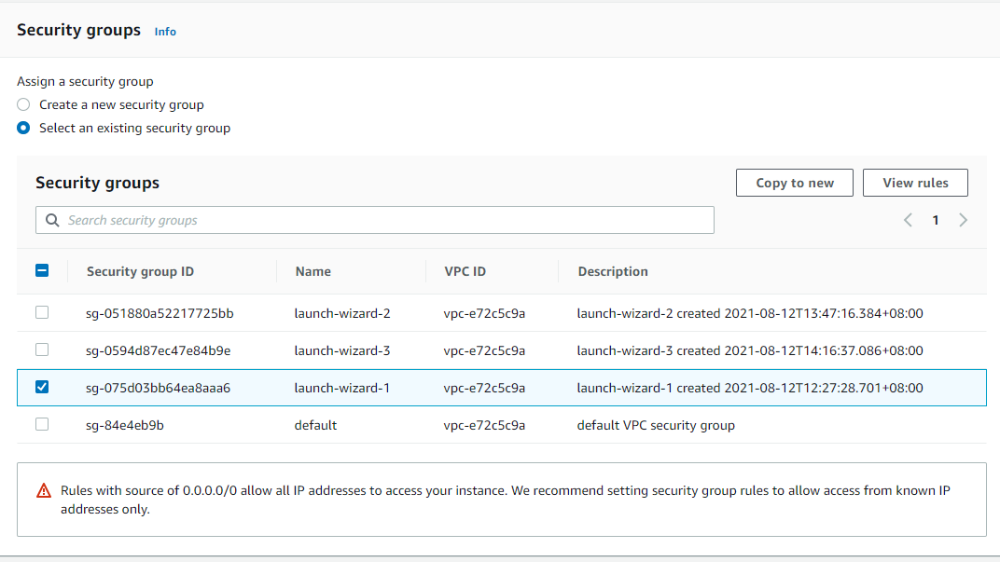 Security groups Info
Assign a security group
Create a new security group
Select an existing security group
Security groups Copy to new View rules
Search security groups 1
Security group ID Name VPC ID Description
sg-051880a52217725bb launch-wizard-2 vpc-e72c5c9a launch-wizard-2 created 2021-08-12T13:47:16.384+08:00
sg-0594d87ec47e84b9e launch-wizard-3 vpc-e72c5c9a launch-wizard-3 created 2021-08-12T14:16:37.086+08:00
sg-075d03bb64ea8aaa6 launch-wizard-1 vpc-e72c5c9a launch-wizard-1 created 2021-08-12T12:27:28.701+08:00
sg-84e4eb9b default vpc-e72c5c9a default VPC security group
Rules with source of 0.0.0.0/0 allow all IP addresses to access your instance. We recommend setting security group rules to allow access from known IP
addresses only.